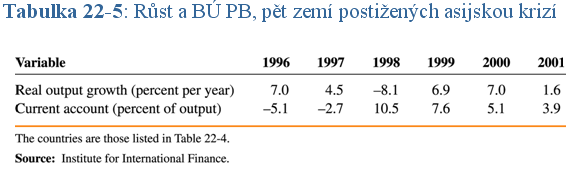 Tabulka 22-5: Růst a BÚ PB, pět zemí postižených asijskou krizí
Variable 1996 1997 1998 1999 2000 2001
Real output growth (percent per year) 7.0 4.5 –8.1 6.9 7.0 1.6
Current account (percent of output) –5.1 –2.7 10.5 7.6 5.1 3.9
The countries are those listed in Table 22-4.
Source: Institute for International Finance.